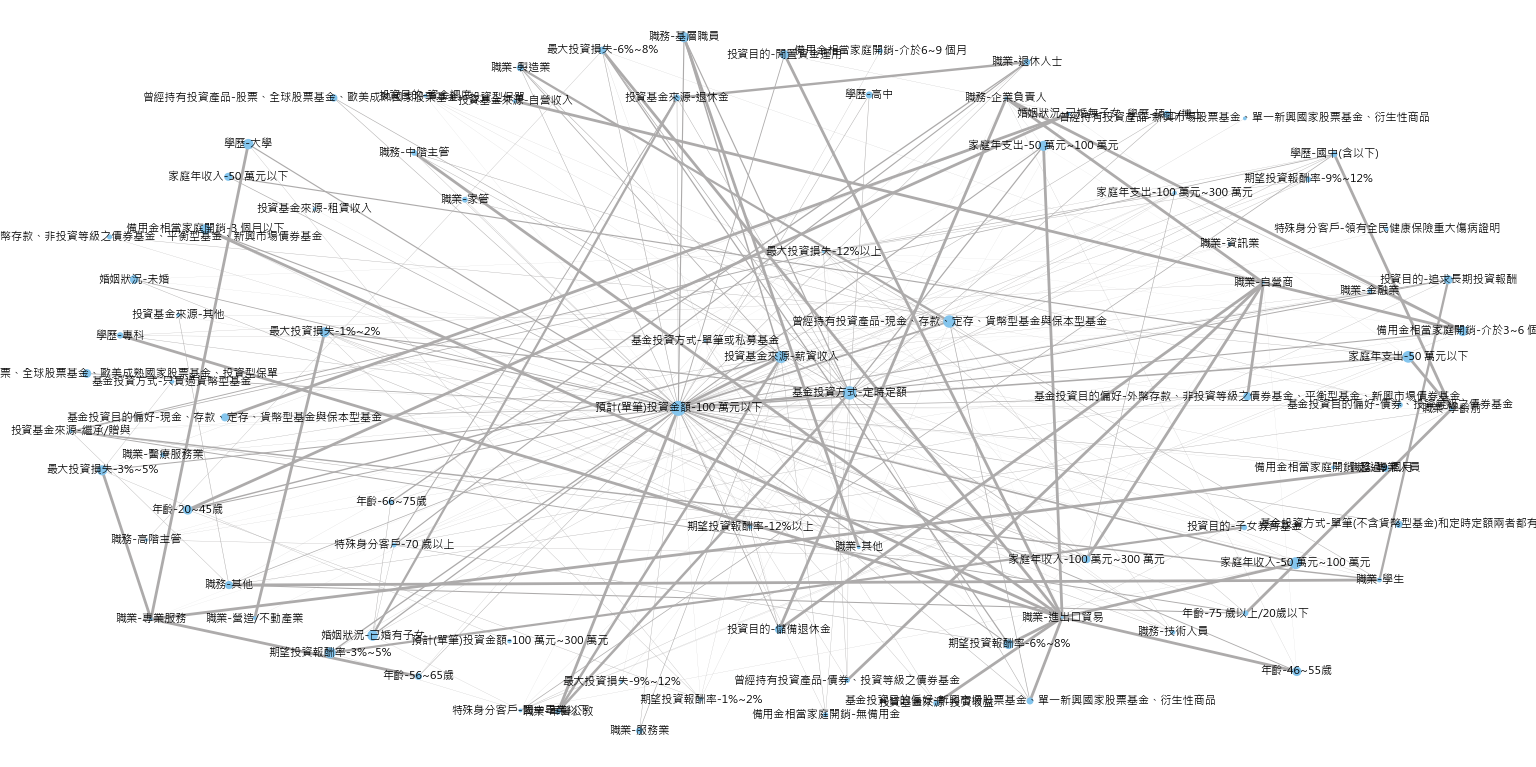 職務-基層職員
最大投資損失-6%~8%
投資目的-閒置資金運用
備用金相當家庭開銷-介於6~9 個月
職業-製造業
職業-退休人士
曾經持有投資產品-股票、全球股票基金、歐美成熟國家股票基金、投資型保單
投資基金來源-自營收入
投資基金來源-退休金
學歷-高中
職務-企業負責人
婚姻狀況-已婚無子女
學歷-碩士/博士
曾經持有投資產品-新興市場股票基金、單一新興國家股票基金、衍生性商品
學歷-大學
職務-中階主管
家庭年支出-50 萬元~100 萬元
學歷-國中(含以下)
家庭年收入-50 萬元以下
期望投資報酬率-9%~12%
職業-家管
家庭年支出-100 萬元~300 萬元
投資基金來源-租賃收入
備用金相當家庭開銷-3 個月以下
特殊身分客戶-領有全民健康保險重大傷病證明
幣存款、非投資等級之債券基金、平衡型基金、新興市場債券基金
職業-資訊業
最大投資損失-12%以上
婚姻狀況-未婚
職業-自營商
投資目的-追求長期投資報酬
職業-金融業
投資基金來源-其他
曾經持有投資產品-現金、存款、定存、貨幣型基金與保本型基金
學歷-專科
最大投資損失-1%~2%
備用金相當家庭開銷-介於3~6 個
基金投資方式-單筆或私募基金
投資基金來源-薪資收入
家庭年支出-50 萬元以下
票、全球股票基金、歐美成熟國家股票基金、投資型保單
基金投資方式-只買過貨幣型基金
基金投資方式-定時定額
基金投資目的偏好-外幣存款、非投資等級之債券基金、平衡型基金、新興市場債券基金
基金投資目的偏好-債券、投資等級之債券基金
職業-學齡前
預計(單筆)投資金額-100 萬元以下
基金投資目的偏好-現金、存款、定存、貨幣型基金與保本型基金
投資基金來源-繼承/贈與
職業-醫療服務業
最大投資損失-3%~5%
備用金相當家庭開銷-超過9 個月
年齡-66~75歲
年齡-20~45歲
期望投資報酬率-12%以上
投資目的-子女教育基金
基金投資方式-單筆(不含貨幣型基金)和定時定額兩者都有
職務-高階主管
特殊身分客戶-70 歲以上
職業-其他
家庭年收入-100 萬元~300 萬元
家庭年收入-50 萬元~100 萬元
職業-學生
職務-其他
職業-專業服務
職業-營造/不動產業
職業-進出口貿易
年齡-75 歲以上/20歲以下
投資目的-儲備退休金
職務-技術人員
婚姻狀況-已婚有子女
預計(單筆)投資金額-100 萬元~300 萬元
期望投資報酬率-6%~8%
期望投資報酬率-3%~5%
年齡-56~65歲
年齡-46~55歲
最大投資損失-9%~12%
曾經持有投資產品-債券、投資等級之債券基金
期望投資報酬率-1%~2%
基金投資目的偏好-新興市場股票基金、單一新興國家股票基金、衍生性商品
投資基金來源-投資收益
特殊身分客戶-國中畢業以下
職業-軍警公教
備用金相當家庭開銷-無備用金
職業-服務業